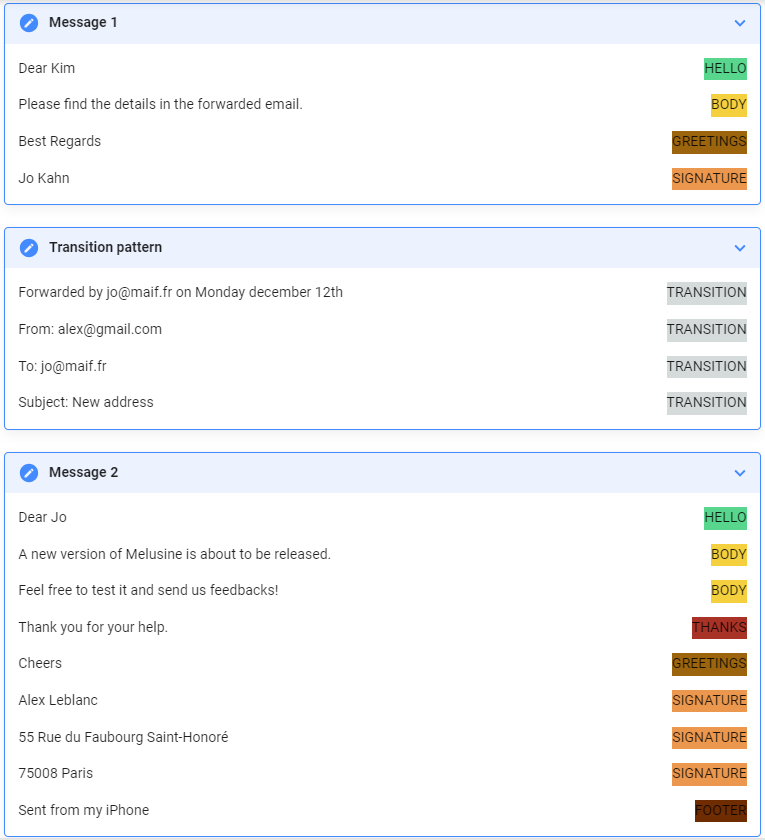 Message 1
Dear Kim HELLO
Please find the details in the forwarded email. BODY
Best Regards GREETINGS
Jo Kahn SIGNATURE
Transition pattern
Forwarded by jo@maif.fr on Monday december 12th TRANSITION
From: alex@gmail.com TRANSITION
To: jo@maif.fr TRANSITION
Subject: New address TRANSITION
Message 2
Dear Jo HELLO
A new version of Melusine is about to be released. BODY
Feel free to test it and send us feedbacks! BODY
Thank you for your help. THANKS
Cheers GREETINGS
Alex Leblanc SIGNATURE
55 Rue du Faubourg Saint-Honoré SIGNATURE
75008 Paris SIGNATURE
Sent from my iPhone FOOTER